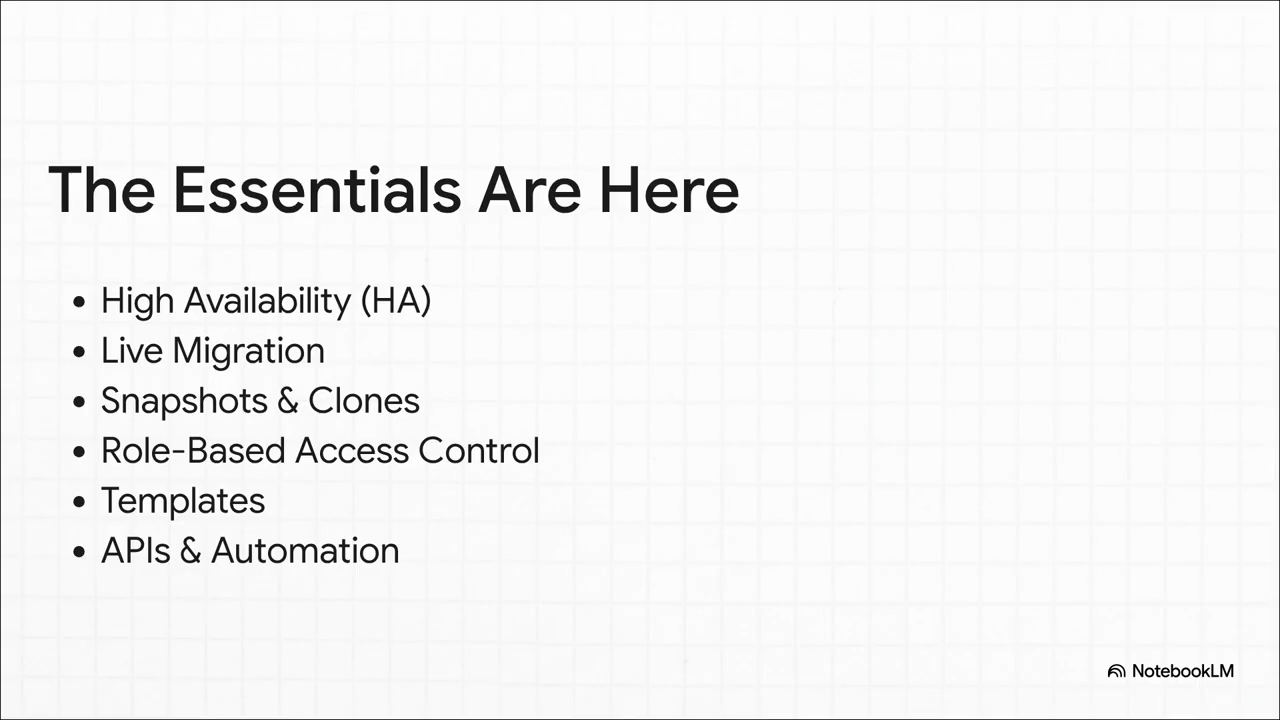 The Essentials Are Here
• High Availability (HA)
• Live Migration
• Snapshots & Clones
• Role-Based Access Control
• Templates
• APIs & Automation
NotebookLM